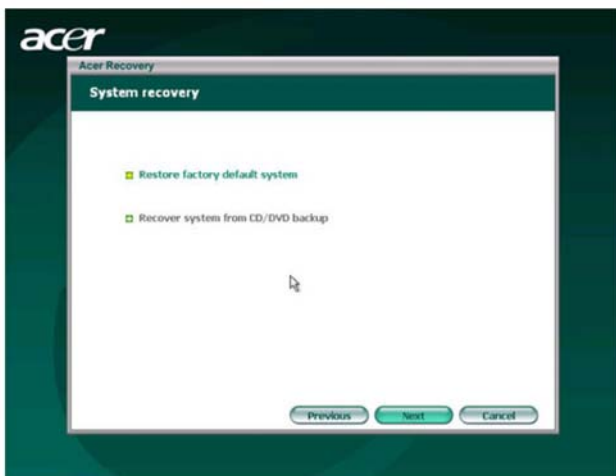 acer
Acer Recovery
System recovery
Restore factory default system
Recover system from CD/DVD backup
Previous Next Cancel